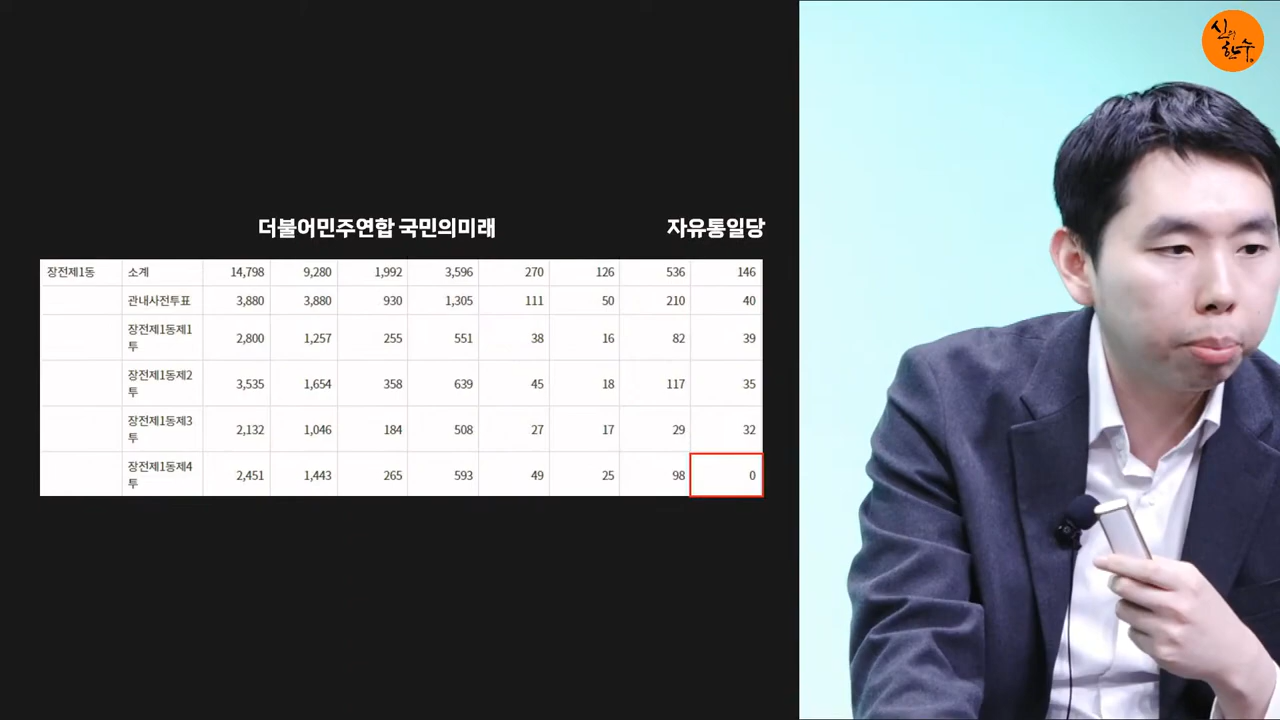 신의
한수
더불어민주연합 국민의미래 자유통일당
장전제1동 소계 14,798 9,280 1,992 3,596 270 126 536 146
관내사전투표 3,880 3,880 930 1,305 111 50 210 40
장전제1동제1
투 2,800 1,257 255 551 38 16 82 39
장전제1동제2
투 3,535 1,654 358 639 45 18 117 35
장전제1동제3
투 2,132 1,046 184 508 27 17 29 32
장전제1동제4
투 2,451 1,443 265 593 49 25 98 0